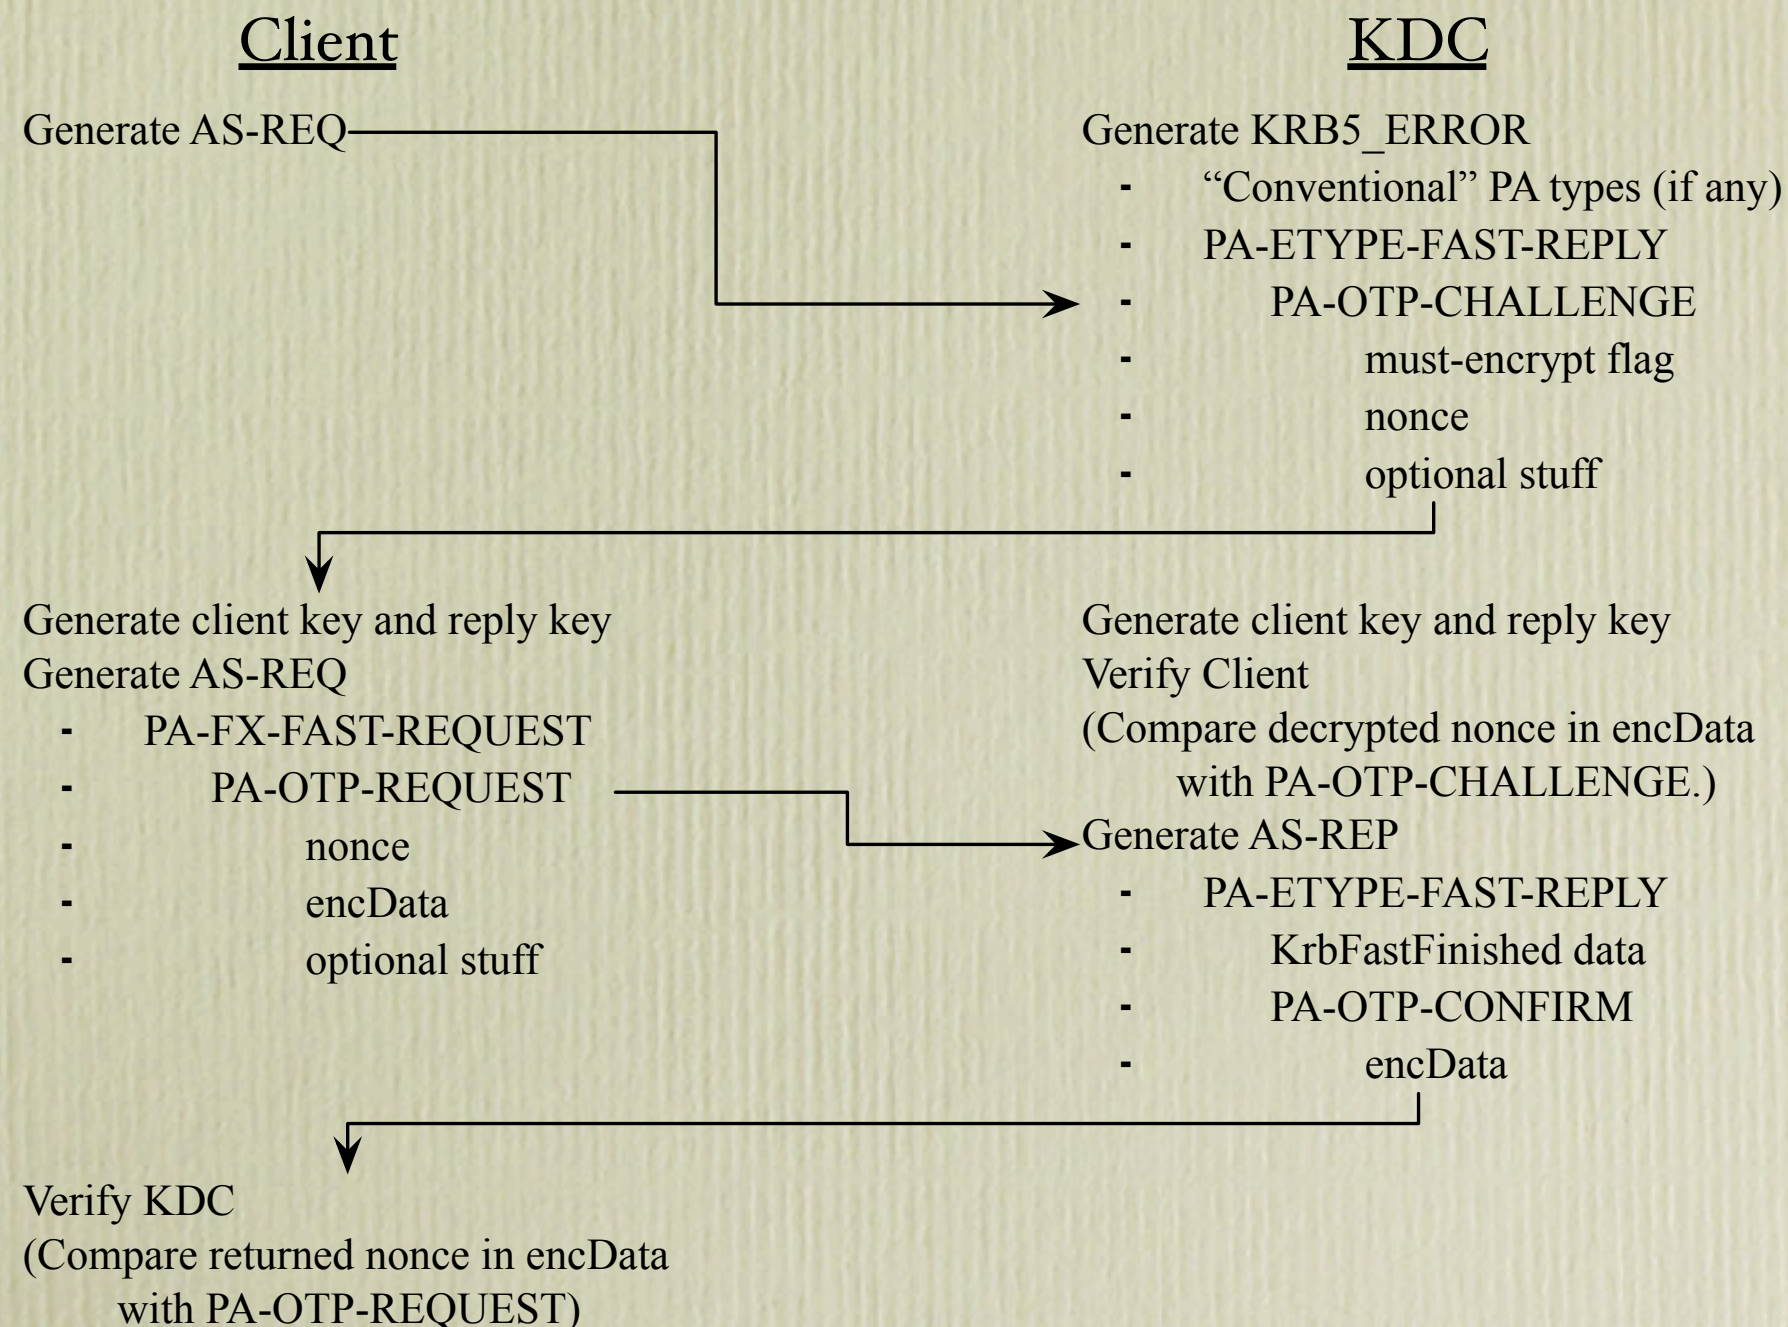 Client
KDC
Generate AS-REQ
Generate KRB5_ERROR
- “Conventional” PA types (if any)
- PA-ETYPE-FAST-REPLY
- PA-OTP-CHALLENGE
- must-encrypt flag
- nonce
- optional stuff
Generate client key and reply key
Generate AS-REQ
- PA-FX-FAST-REQUEST
- PA-OTP-REQUEST
- nonce
- encData
- optional stuff
Generate client key and reply key
Verify Client
(Compare decrypted nonce in encData
with PA-OTP-CHALLENGE.)
Generate AS-REP
- PA-ETYPE-FAST-REPLY
- KrbFastFinished data
- PA-OTP-CONFIRM
- encData
Verify KDC
(Compare returned nonce in encData
with PA-OTP-REQUEST)